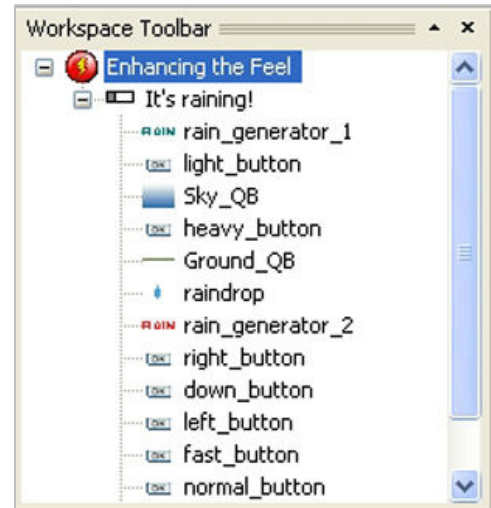 Workspace Toolbar
Enhancing the Feel
It's raining!
RAIN rain_generator_1
OK light_button
Sky_QB
OK heavy_button
Ground_QB
raindrop
RAIN rain_generator_2
OK right_button
OK down_button
OK left_button
OK fast_button
OK normal_button